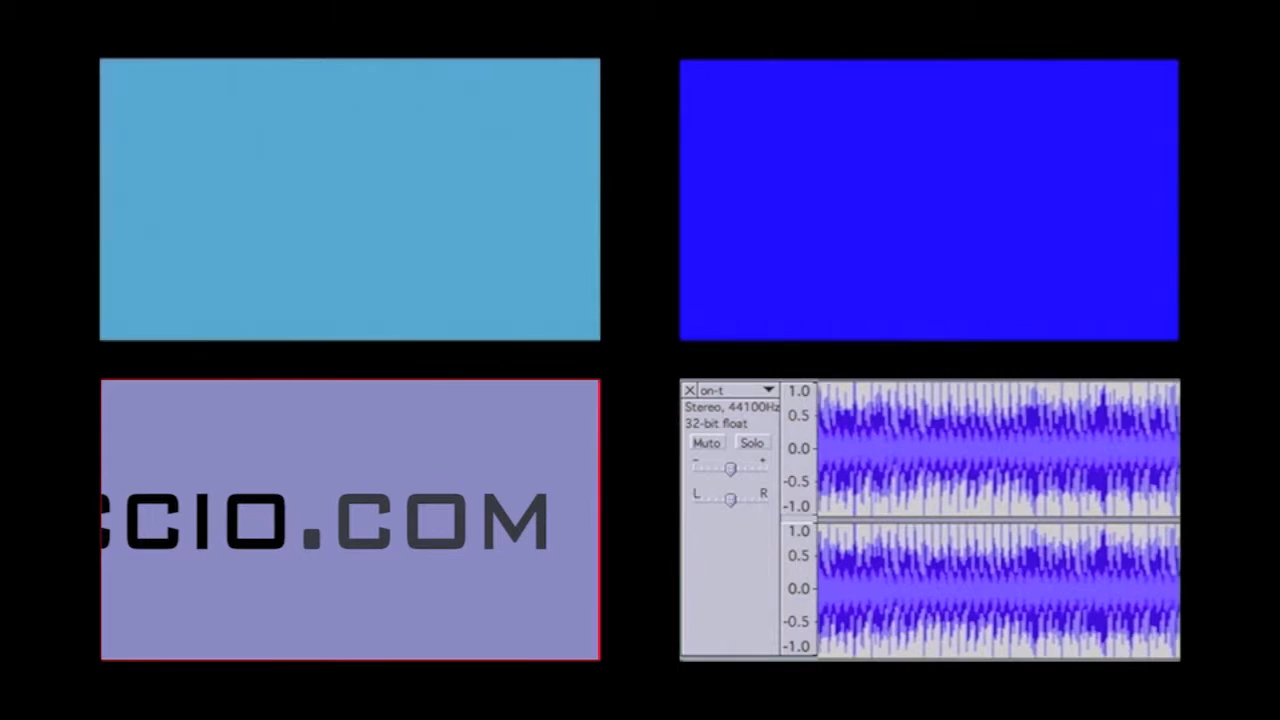 CCIO.COM
X on-t
Stereo, 44100Hz
32-bit float
Muto Solo
- +
L R
1.0
0.5
0.0
-0.5
-1.0
1.0
0.5
0.0
-0.5
-1.0